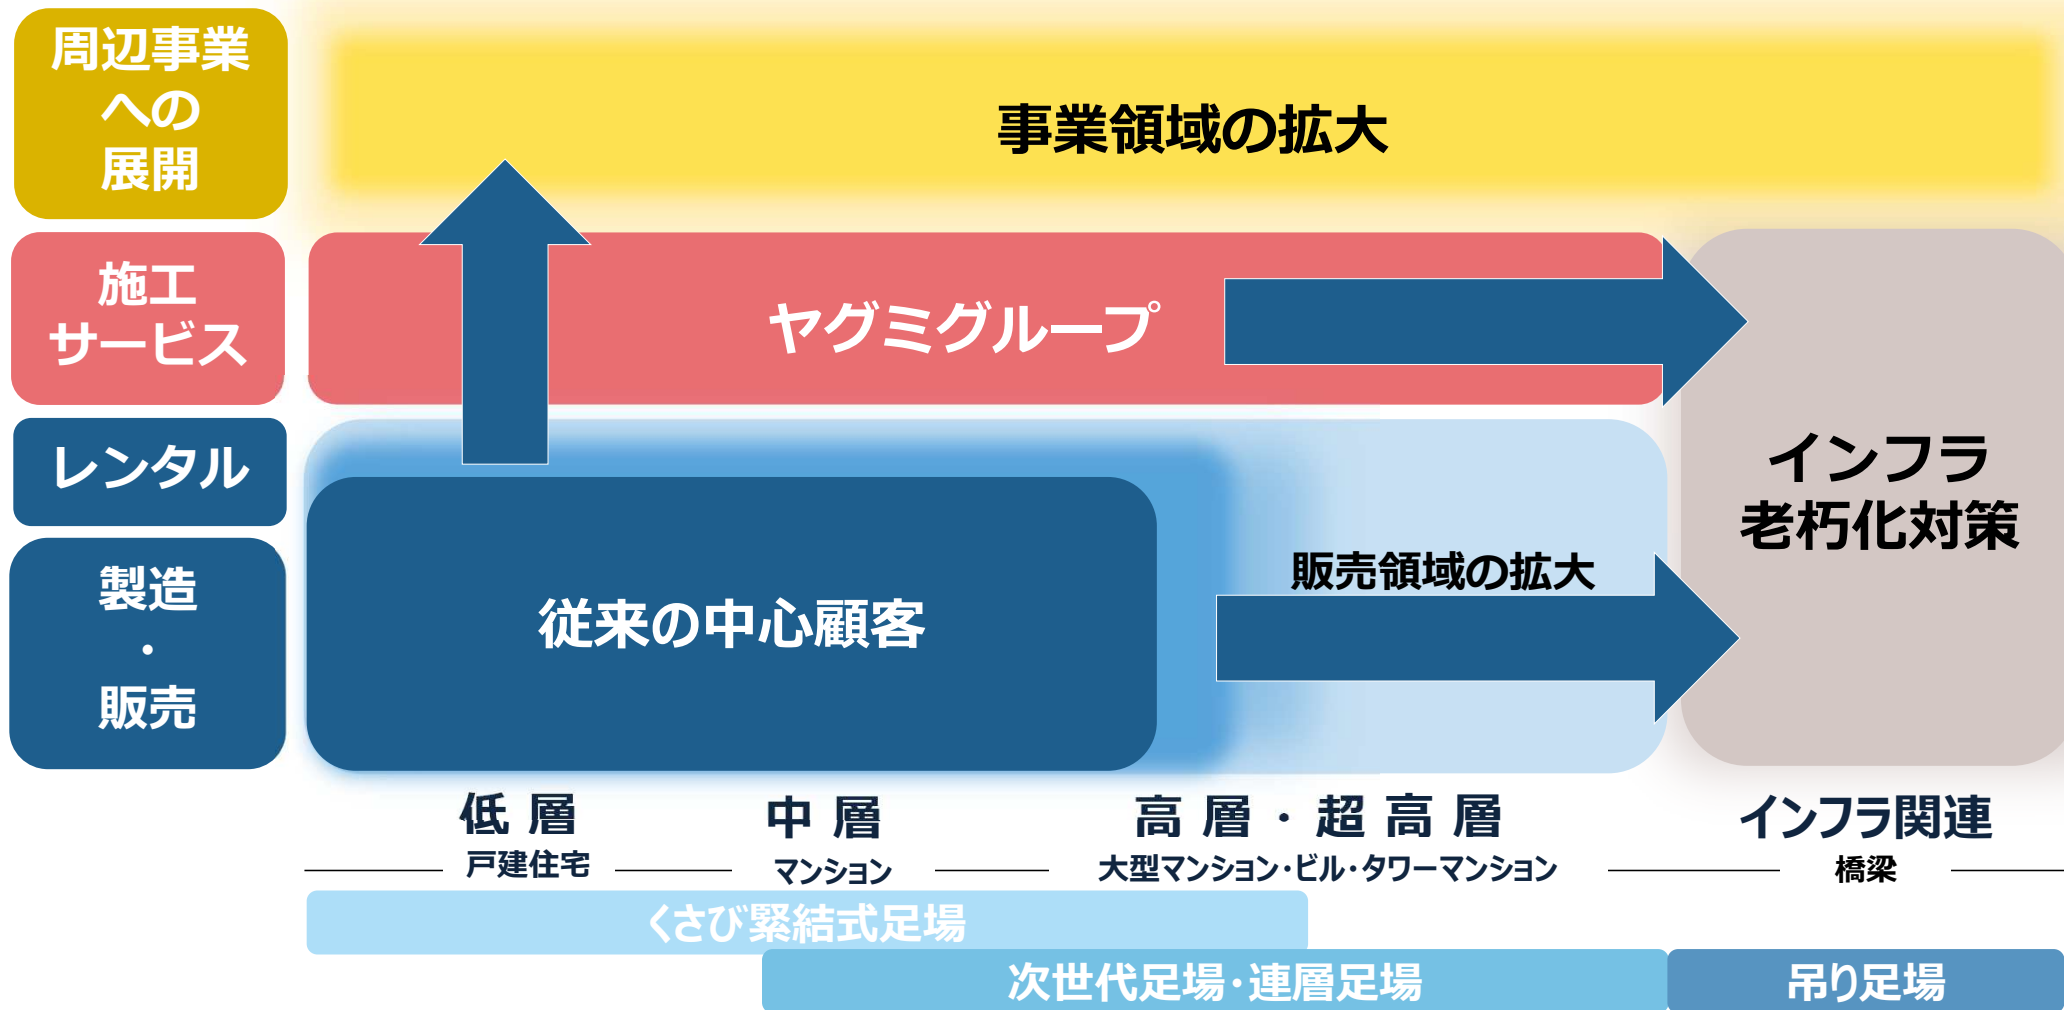 周辺事業
への
展開
事業領域の拡大
施工
サービス
ヤグミグループ
レンタル
製造
・
販売
従来の中心顧客
販売領域の拡大
インフラ
老朽化対策
低層
戸建住宅
中層
マンション
高層・超高層
大型マンション・ビル・タワーマンション
インフラ関連
橋梁
くさび緊結式足場
次世代足場・連層足場
吊り足場